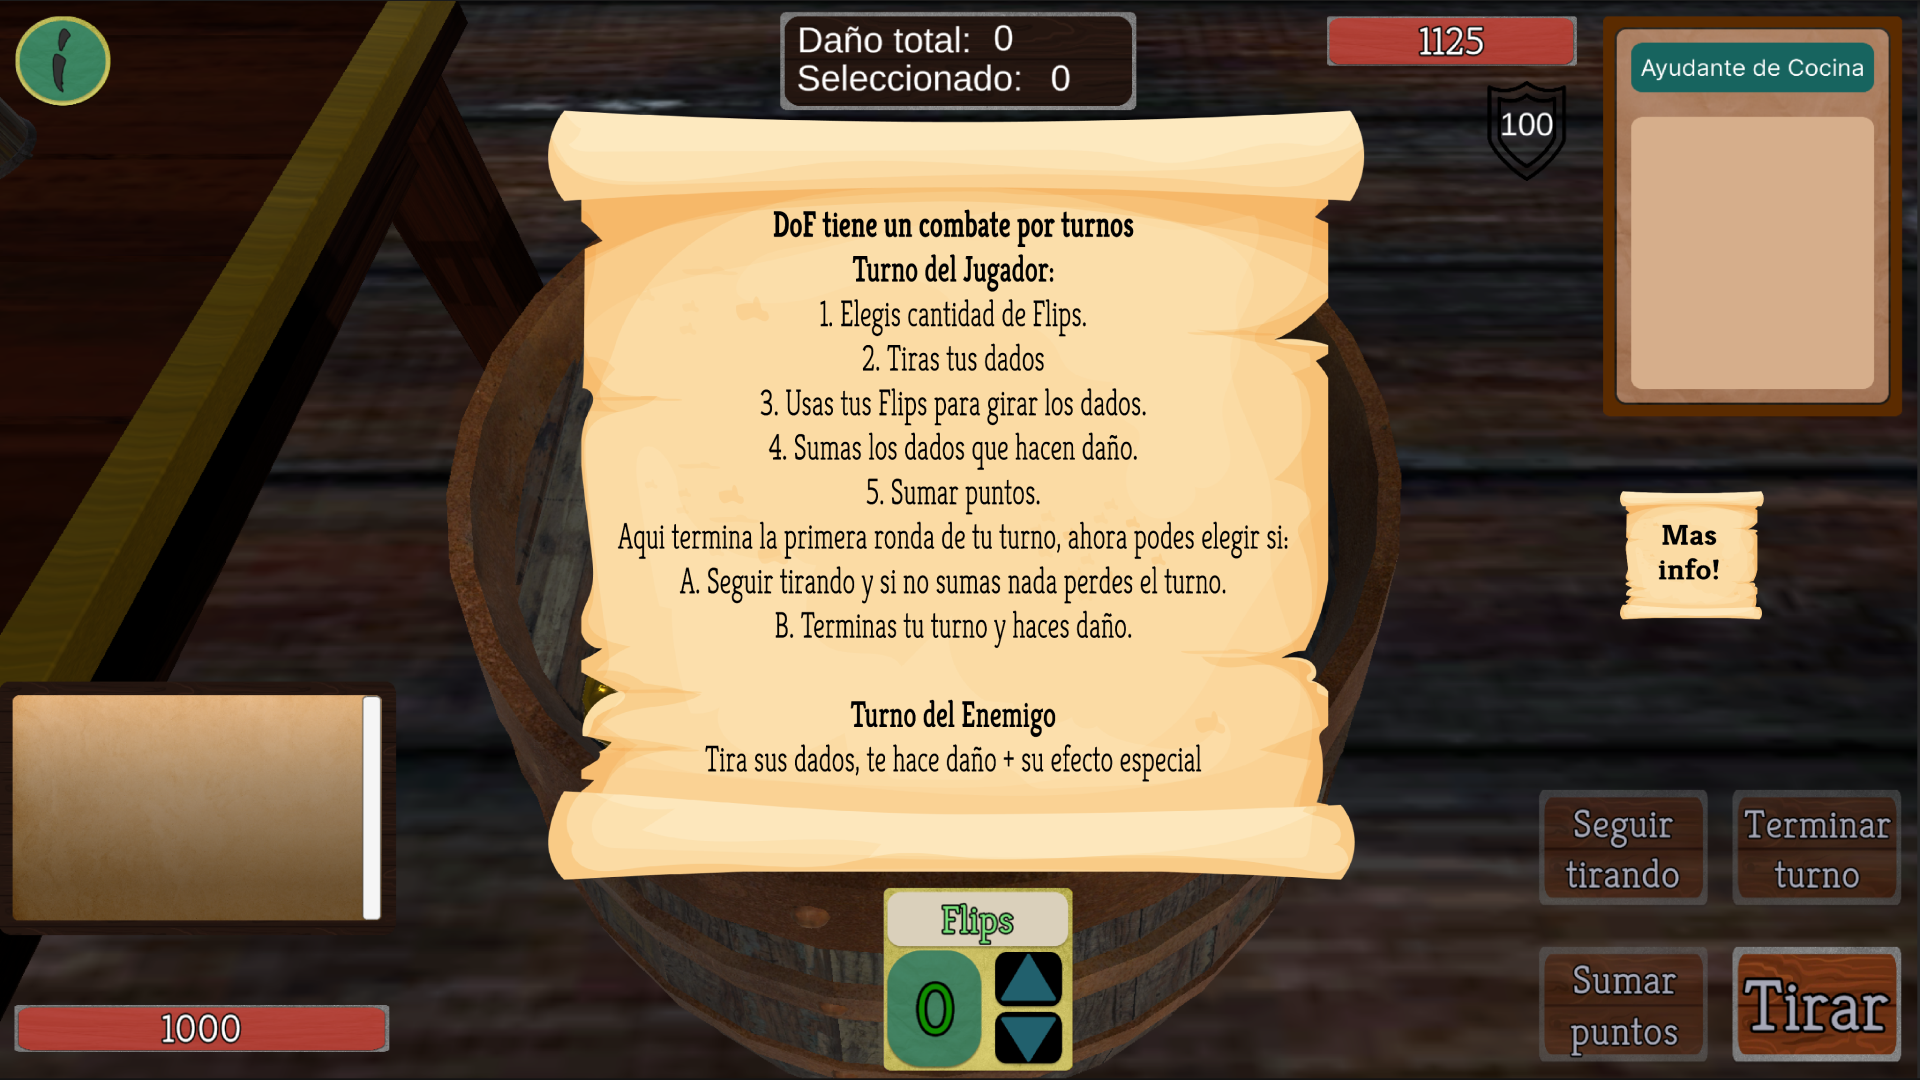 Daño total: 0
Seleccionado: 0
1125
100
Ayudante de Cocina
DoF tiene un combate por turnos
Turno del Jugador:
1. Elegis cantidad de Flips.
2. Tiras tus dados
3. Usas tus Flips para girar los dados.
4. Sumas los dados que hacen daño.
5. Sumar puntos.
Aqui termina la primera ronda de tu turno, ahora podes elegir si:
A. Seguir tirando y si no sumas nada perdes el turno.
B. Terminas tu turno y haces daño.
Turno del Enemigo
Tira sus dados, te hace daño + su efecto especial
Mas
info!
Seguir
tirando
Terminar
turno
Sumar
puntos
Tirar
Flips
0
1000